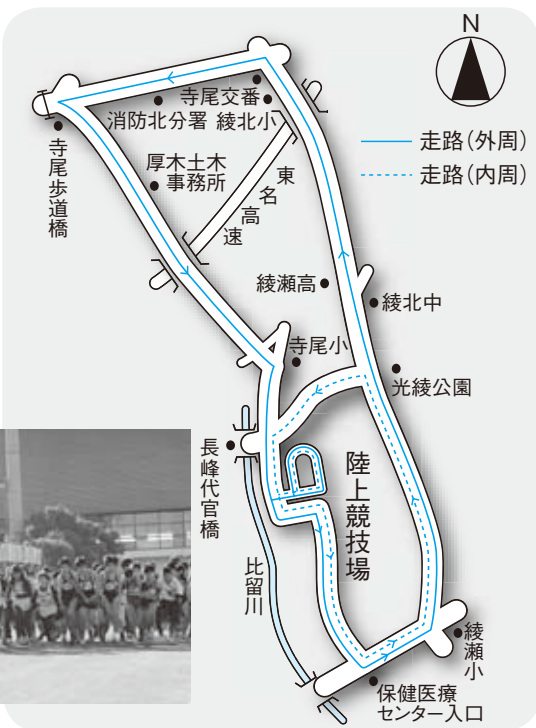 N
寺尾交番
消防北分署
綾北小
走路(外周)
走路(内周)
寺尾歩道橋
厚木土木
事務所
東名高速
綾瀬高
綾北中
寺尾小
光綾公園
長峰代官橋
陸上競技場
比留川
綾瀬小
保健医療
センター入口